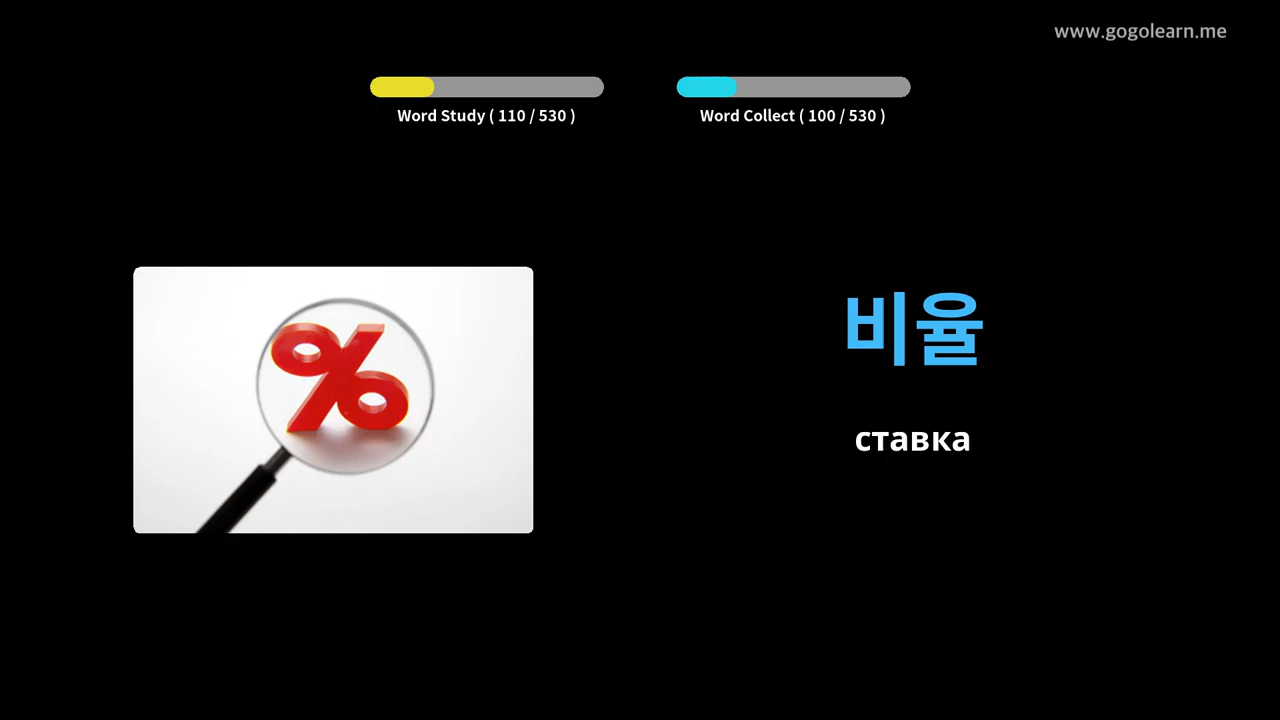 www.gogolearn.me
Word Study ( 110 / 530 )
Word Collect ( 100 / 530 )
%
비율
ставка